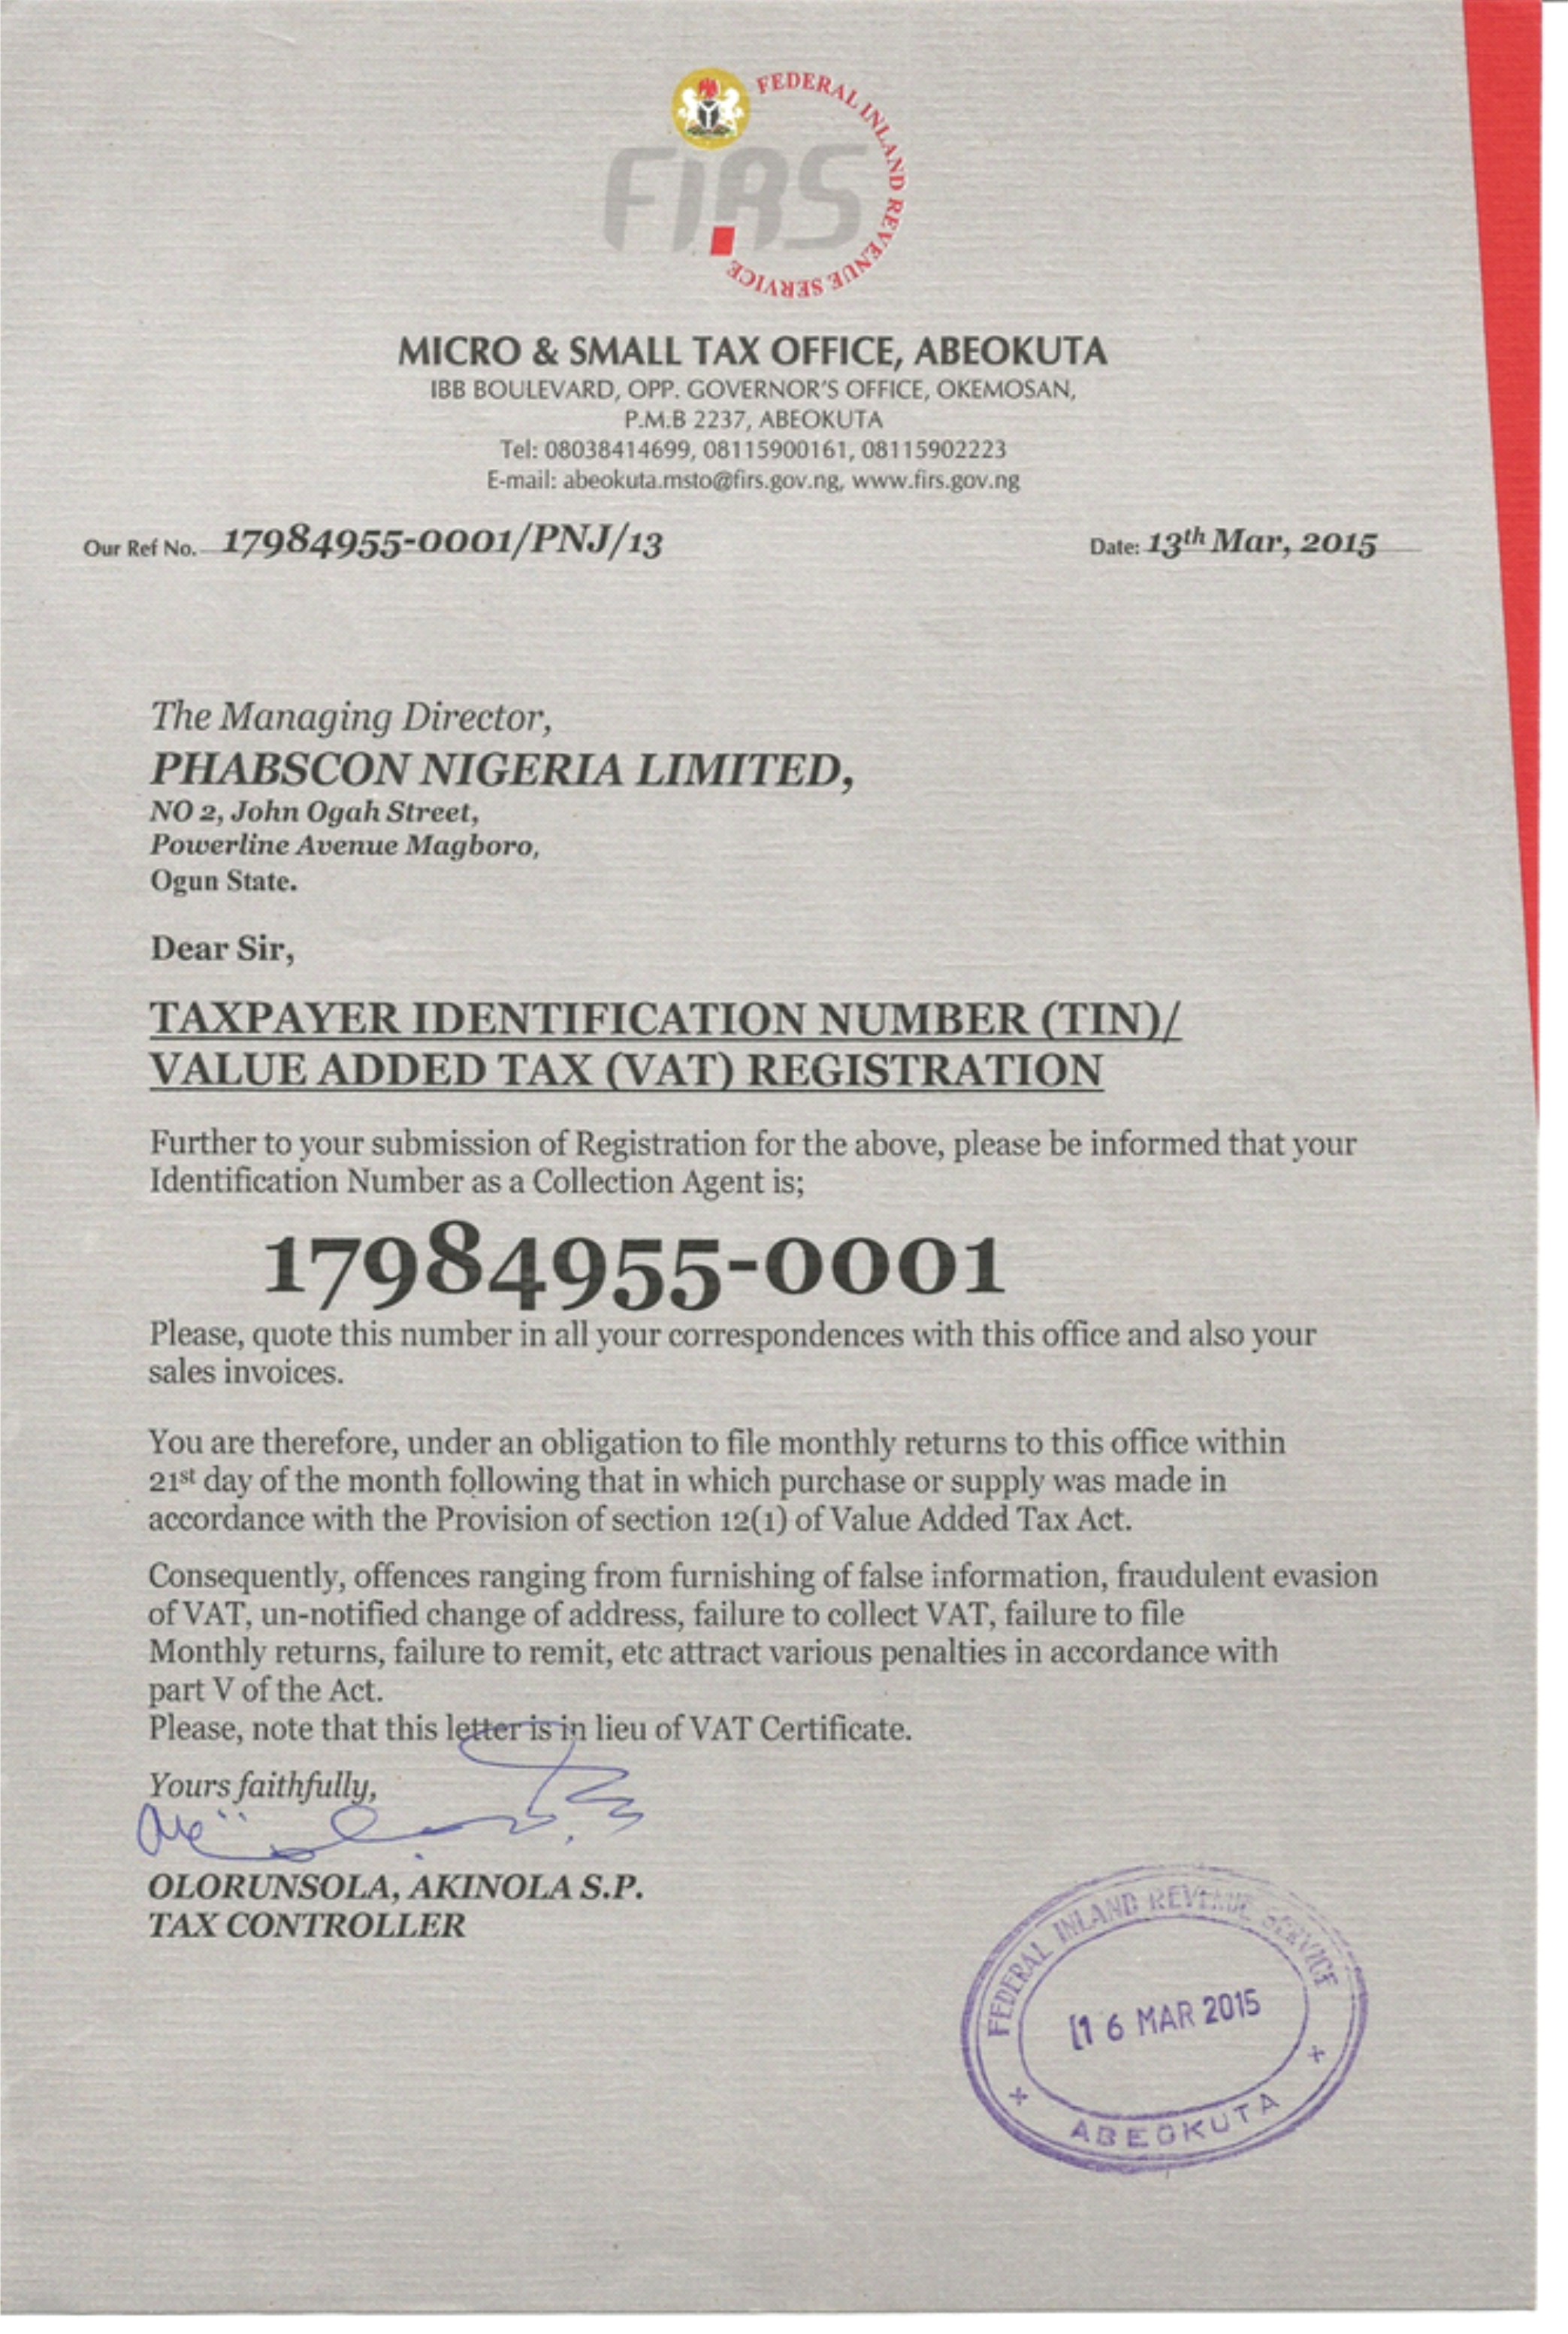 FIRS
FEDERAL INLAND REVENUE SERVICE
MICRO & SMALL TAX OFFICE, ABEOKUTA
IBB BOULEVARD, OPP. GOVERNOR'S OFFICE, OKEMOSAN,
P.M.B 2237, ABEOKUTA
Tel: 08038414699, 08115900161, 08115902223
E-mail: abeokuta.msto@firs.gov.ng, www.firs.gov.ng
Our Ref No. 17984955-0001/PNJ/13 Date: 13th Mar, 2015
The Managing Director,
PHABSCON NIGERIA LIMITED,
NO 2, John Ogah Street,
Powerline Avenue Magboro,
Ogun State.
Dear Sir,
TAXPAYER IDENTIFICATION NUMBER (TIN)/
VALUE ADDED TAX (VAT) REGISTRATION
Further to your submission of Registration for the above, please be informed that your
Identification Number as a Collection Agent is;
17984955-0001
Please, quote this number in all your correspondences with this office and also your
sales invoices.
You are therefore, under an obligation to file monthly returns to this office within
21st day of the month following that in which purchase or supply was made in
accordance with the Provision of section 12(1) of Value Added Tax Act.
Consequently, offences ranging from furnishing of false information, fraudulent evasion
of VAT, un-notified change of address, failure to collect VAT, failure to file
Monthly returns, failure to remit, etc attract various penalties in accordance with
part V of the Act.
Please, note that this letter is in lieu of VAT Certificate.
Yours faithfully,
OLORUNSOLA, AKINOLA S.P.
TAX CONTROLLER
FEDERAL INLAND REVENUE SERVICE
16 MAR 2015
ABEOKUTA